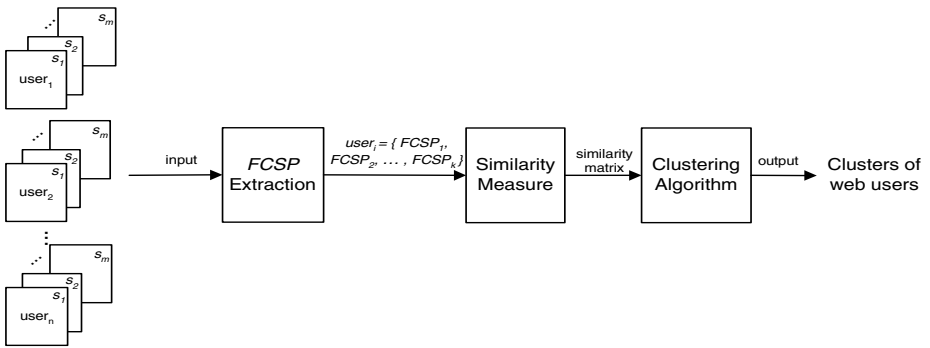 s_m
s_2
s_1
user_1
s_m
s_2
s_1
user_2
s_m
s_2
s_1
user_n
input
FCSP
Extraction
user_i = { FCSP_1,
FCSP_2, … , FCSP_k}
Similarity
Measure
similarity
matrix
Clustering
Algorithm
output
Clusters of
web users